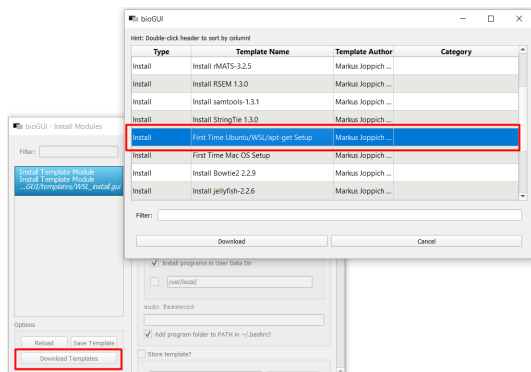 bioGUI
Hint: Double-click header to sort by column!
Type Template Name Template Author Category
Install Install rMATS-3.2.5 Markus Joppich ...
Install Install RSEM 1.3.0 Markus Joppich ...
Install Install samtools-1.3.1 Markus Joppich ...
Install Install StringTie 1.3.0 Markus Joppich ...
Install First Time Ubuntu/WSL/apt-get Setup Markus Joppich ...
Install First Time Mac OS Setup Markus Joppich ...
Install Install Bowtie2 2.2.9 Markus Joppich ...
Install Install jellyfish-2.2.6 Markus Joppich ...
Filter:
Download Cancel
bioGUI - Install Modules
Filter:
Install Template Module
Install Template Module
...GUI/templates/WSL_install.gui
Install programs in User Data Dir
/usr/local/
sudo Password
Add program folder to PATH in ~/.bashrc?
Store template?
Options
Reload Save Template
Download Templates